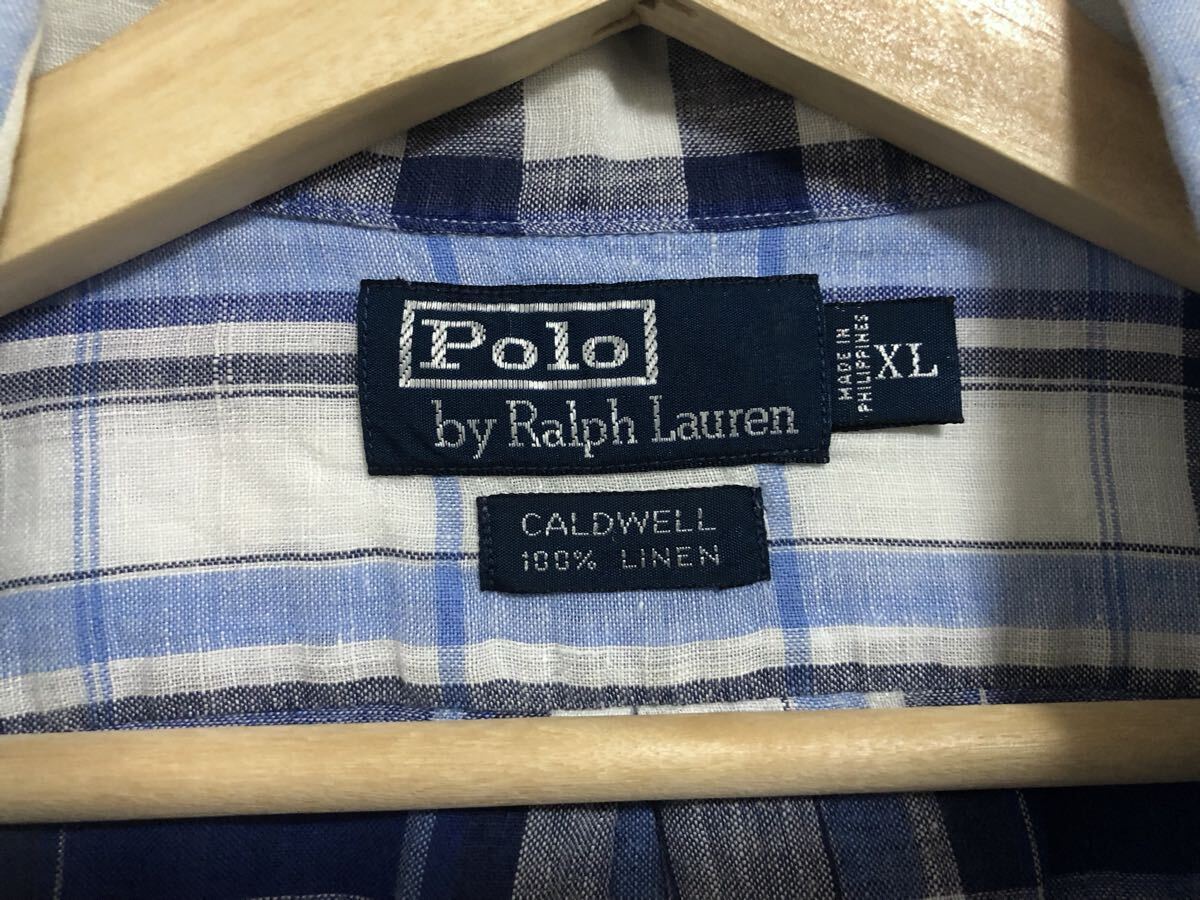 Polo
by Ralph Lauren
MADE IN
PHILIPPINES
XL
CALDWELL
100% LINEN